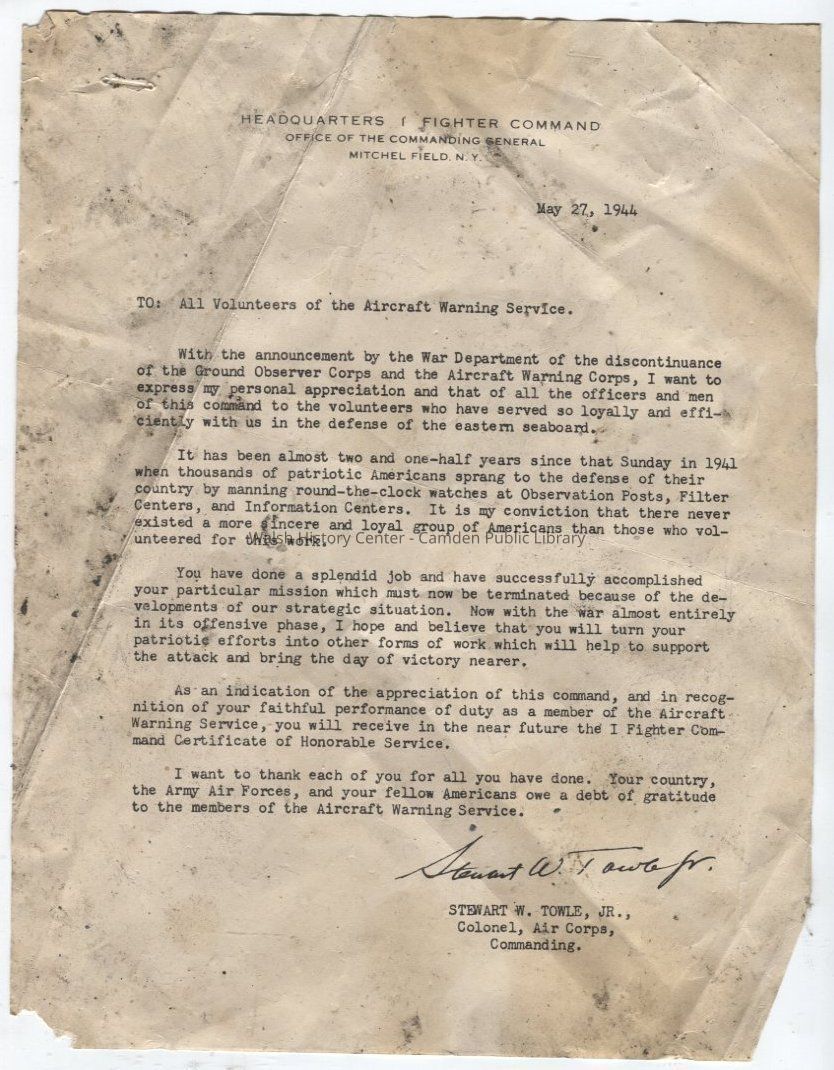 HEADQUARTERS I FIGHTER COMMAND
OFFICE OF THE COMMANDING GENERAL
MITCHEL FIELD, N. Y.
May 27, 1944
TO: All Volunteers of the Aircraft Warning Service.
With the announcement by the War Department of the discontinuance
of the Ground Observer Corps and the Aircraft Warning Corps, I want to
express my personal appreciation and that of all the officers and men
of this command to the volunteers who have served so loyally and effi-
ciently with us in the defense of the eastern seaboard.
It has been almost two and one-half years since that Sunday in 1941
when thousands of patriotic Americans sprang to the defense of their
country by manning round-the-clock watches at Observation Posts, Filter
Centers, and Information Centers. It is my conviction that there never
existed a more sincere and loyal group of Americans than those who vol-
unteered for this work.
Walsh History Center - Camden Public Library
You have done a splendid job and have successfully accomplished
your particular mission which must now be terminated because of the de-
velopments of our strategic situation. Now with the war almost entirely
in its offensive phase, I hope and believe that you will turn your
patriotic efforts into other forms of work which will help to support
the attack and bring the day of victory nearer.
As an indication of the appreciation of this command, and in recog-
nition of your faithful performance of duty as a member of the Aircraft
Warning Service, you will receive in the near future the I Fighter Com-
mand Certificate of Honorable Service.
I want to thank each of you for all you have done. Your country,
the Army Air Forces, and your fellow Americans owe a debt of gratitude
to the members of the Aircraft Warning Service.
Stewart W. Towle Jr.
STEWART W. TOWLE, JR.,
Colonel, Air Corps,
Commanding.